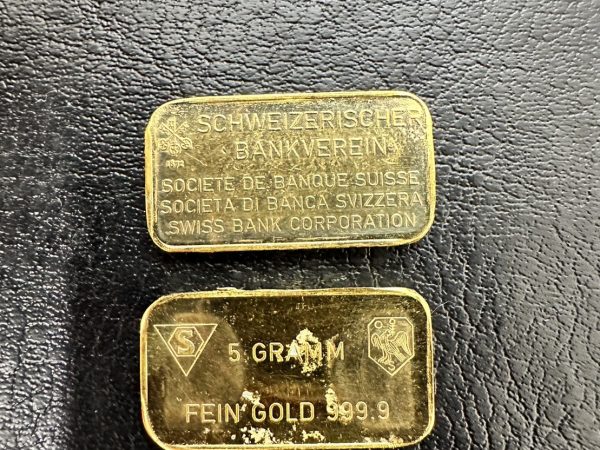 SCHWEIZERISCHER
BANKVEREIN
SOCIETE DE BANQUE SUISSE
SOCIETA DI BANCA SVIZZERA
SWISS BANK CORPORATION
S
5 GRAMM
FEIN GOLD 999.9